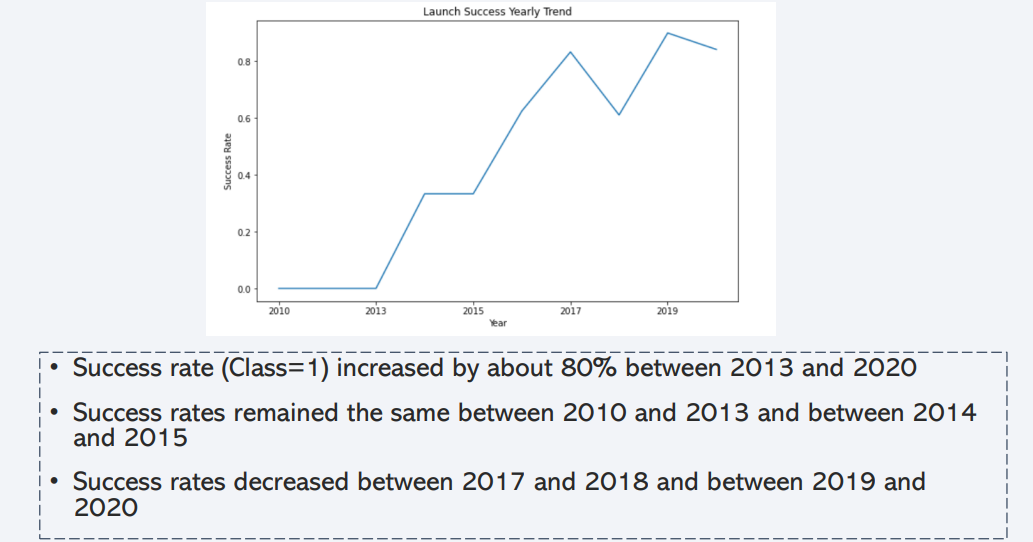 Launch Success Yearly Trend
0.8
0.6
0.4
0.2
0.0
Success Rate
2010 2013 2015 2017 2019
Year
• Success rate (Class=1) increased by about 80% between 2013 and 2020
• Success rates remained the same between 2010 and 2013 and between 2014
and 2015
• Success rates decreased between 2017 and 2018 and between 2019 and
2020